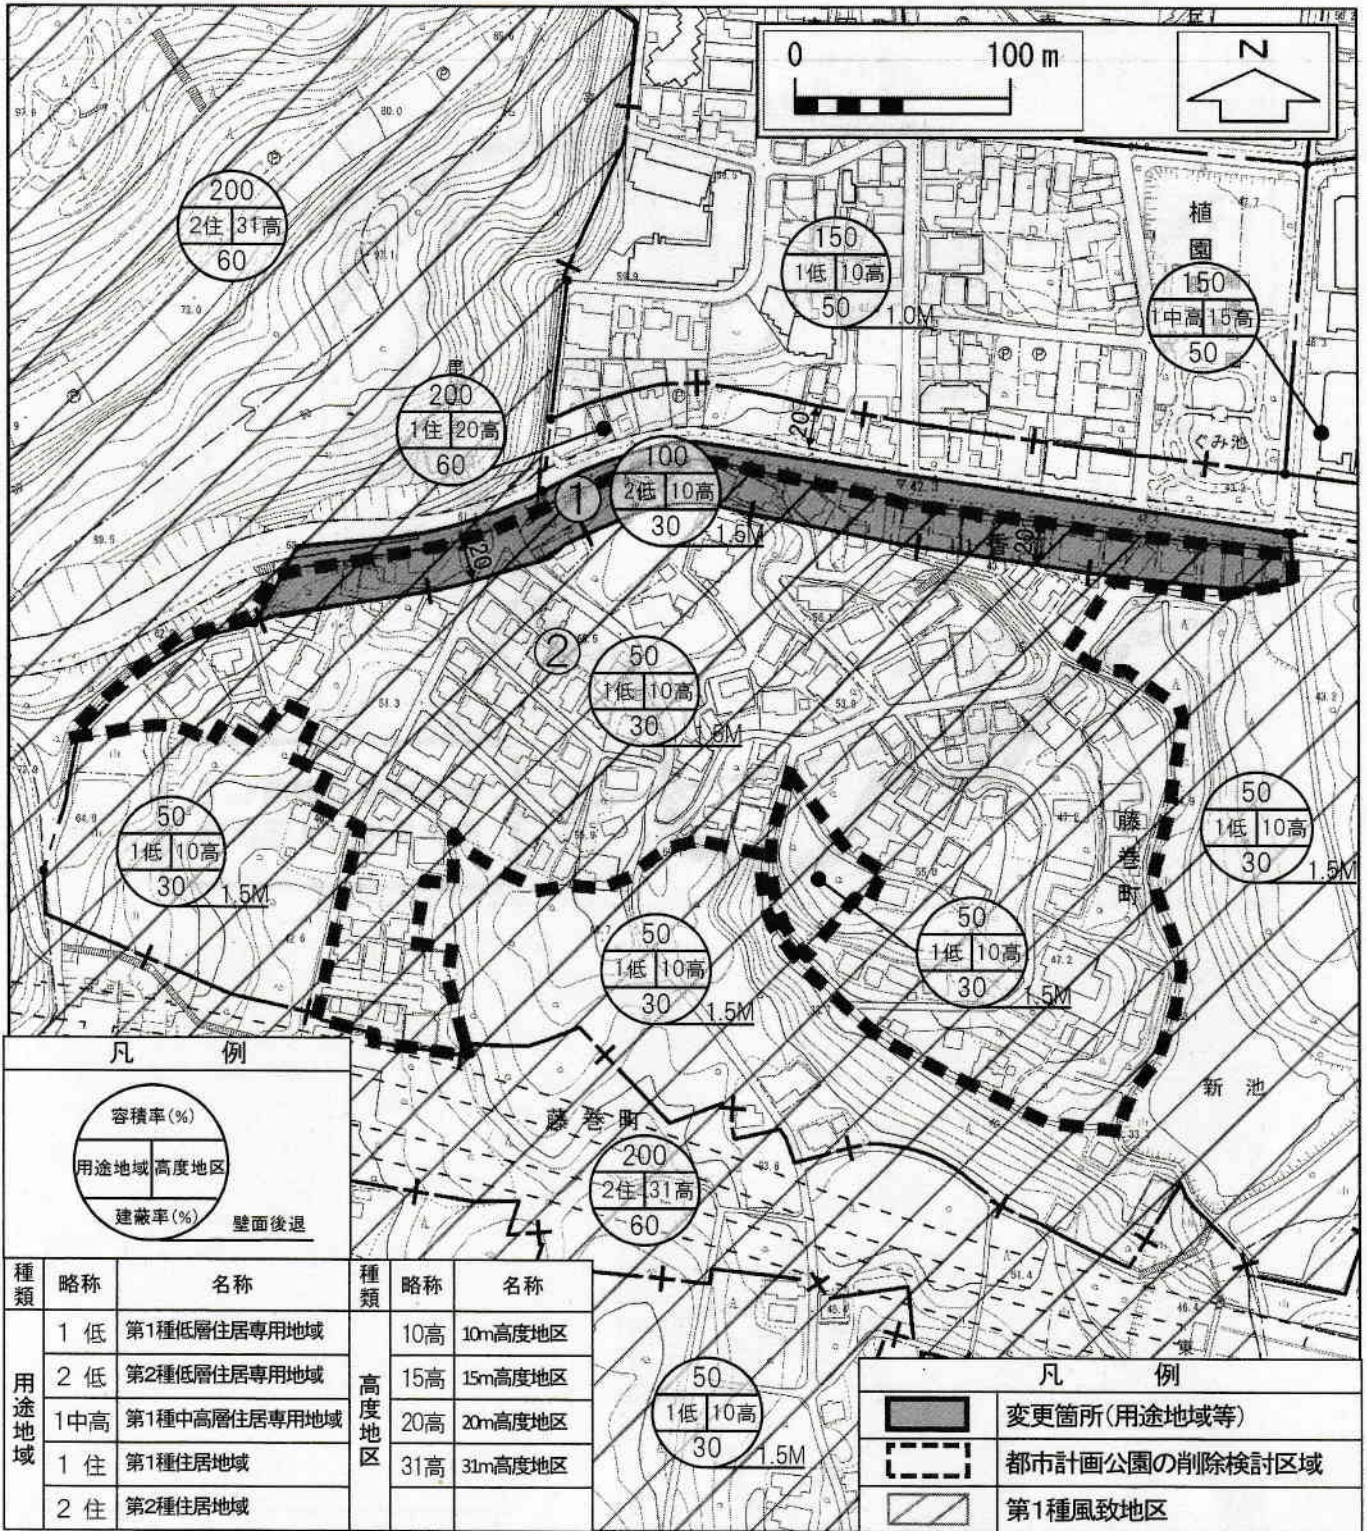 0 100 m
N
200
2住 31高
60
150
1低 10高
50 1.0M
植園
150
1中高 15高
50
200
1住 20高
60
ぐみ池
20
①
100
2低 10高
30 1.5M
20
20
②
50
1低 10高
30 1.5M
50
1低 10高
30 1.5M
藤巻町
50
1低 10高
30 1.5M
50
1低 10高
30 1.5M
50
1低 10高
30 1.5M
新池
藤巻町
200
2住 31高
60
50
1低 10高
30 1.5M
凡例
容積率(%)
用途地域 高度地区
建蔽率(%) 壁面後退
種類 略称 名称 種類 略称 名称
用途地域 高度地区
1低 第1種低層住居専用地域 10高 10m高度地区
2低 第2種低層住居専用地域 15高 15m高度地区
1中高 第1種中高層住居専用地域 20高 20m高度地区
1住 第1種住居地域 31高 31m高度地区
2住 第2種住居地域
凡例
変更箇所(用途地域等)
都市計画公園の削除検討区域
第1種風致地区